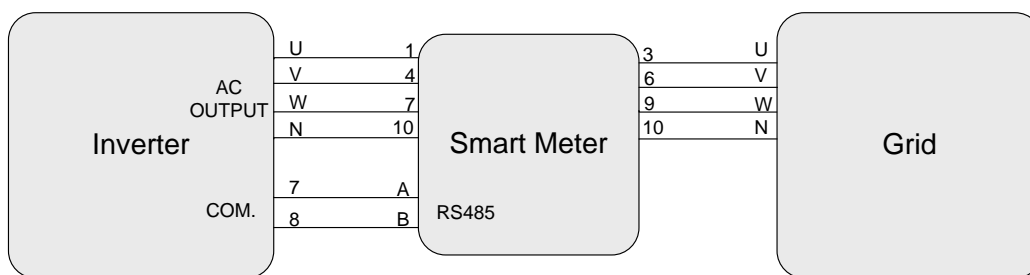 U 1 3 U
V 4 6 V
AC
OUTPUT
W 7 9 W
N 10 10 N
Inverter Smart Meter Grid
7 A
COM. RS485
8 B